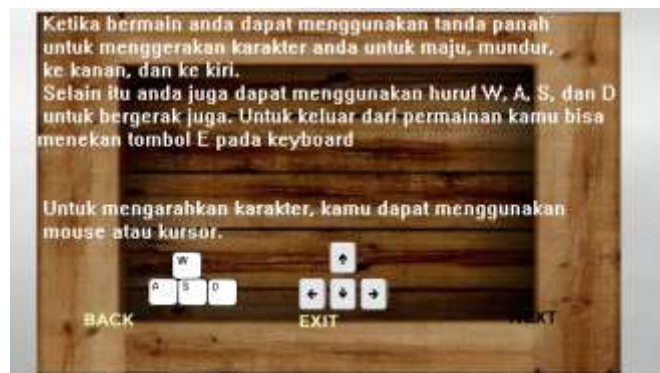 Ketika bermain anda dapat menggunakan tanda panah
untuk menggerakan karakter anda untuk maju, mundur,
ke kanan, dan ke kiri.
Selain itu anda juga dapat menggunakan huruf W, A, S, dan D
untuk bergerak juga. Untuk keluar dari permainan kamu bisa
menekan tombol E pada keyboard
Untuk mengarahkan karakter, kamu dapat menggunakan
mouse atau kursor.
W
A S D
BACK EXIT NEXT